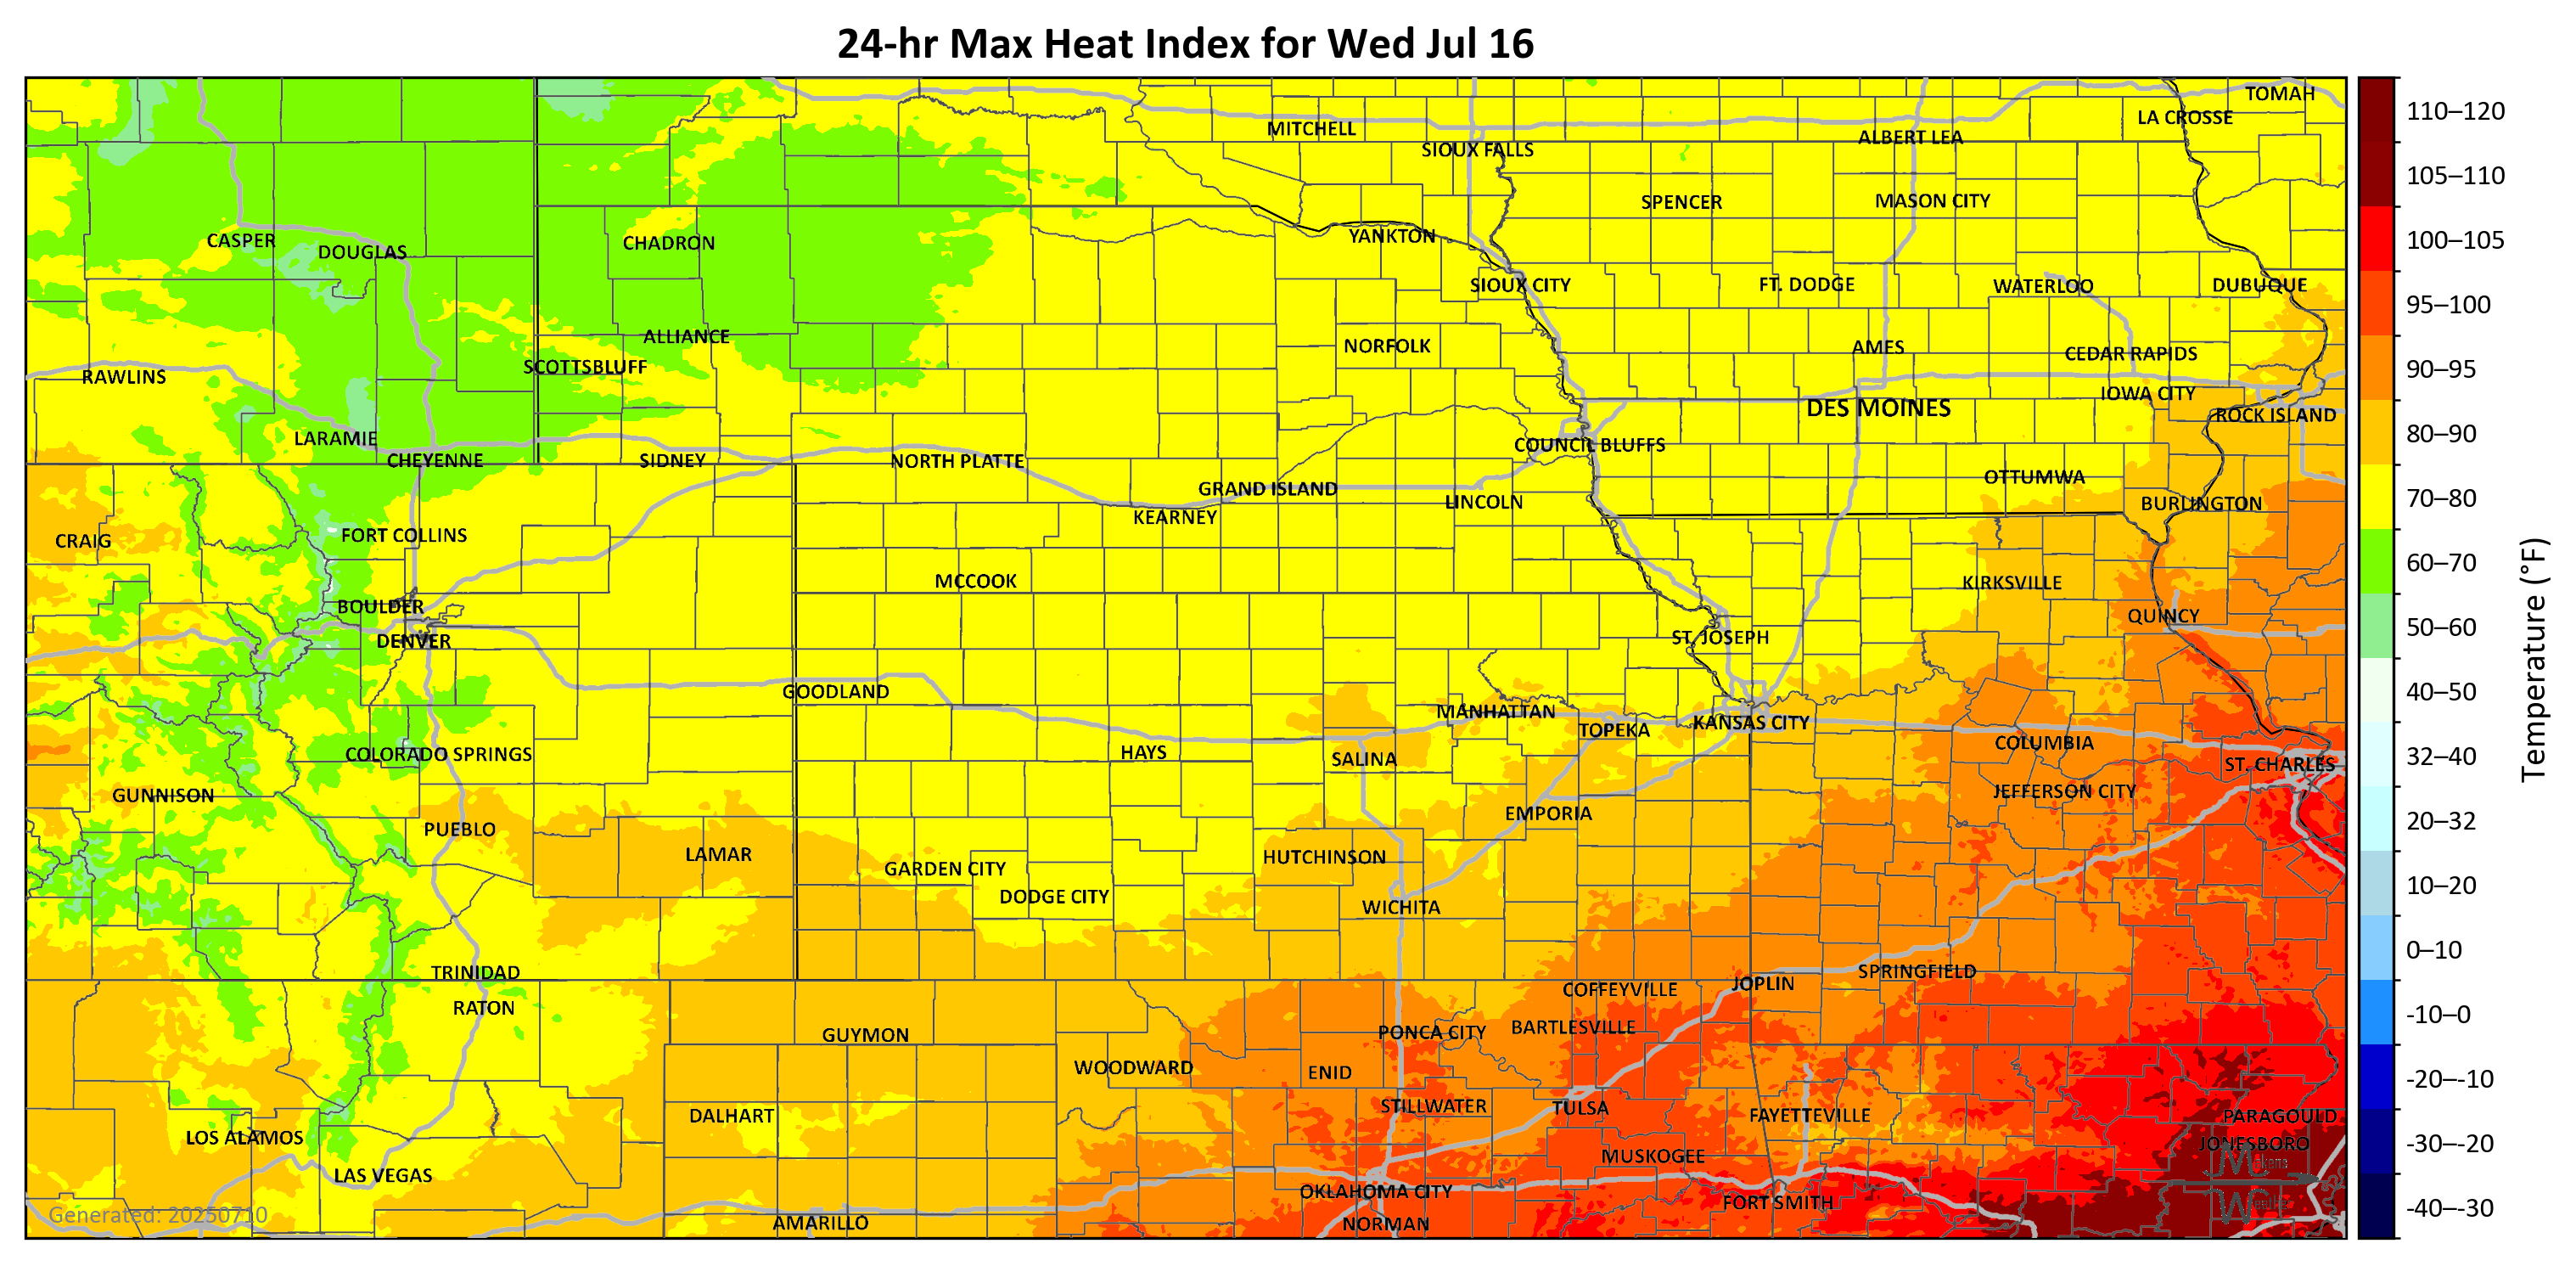 24-hr Max Heat Index for Wed Jul 16
TOMAH
LA CROSSE
MITCHELL
ALBERT LEA
SIOUX FALLS
SPENCER
MASON CITY
YANKTON
CASPER
CHADRON
DOUGLAS
SIOUX CITY
FT. DODGE
WATERLOO
DUBUQUE
ALLIANCE
NORFOLK
AMES
CEDAR RAPIDS
SCOTTSBLUFF
RAWLINS
IOWA CITY
DES MOINES
ROCK ISLAND
LARAMIE
COUNCIL BLUFFS
CHEYENNE
SIDNEY
NORTH PLATTE
OTTUMWA
GRAND ISLAND
LINCOLN
BURLINGTON
KEARNEY
FORT COLLINS
CRAIG
MCCOOK
KIRKSVILLE
BOULDER
QUINCY
DENVER
ST. JOSEPH
GOODLAND
MANHATTAN
KANSAS CITY
TOPEKA
COLUMBIA
COLORADO SPRINGS
HAYS
SALINA
ST. CHARLES
JEFFERSON CITY
GUNNISON
EMPORIA
PUEBLO
LAMAR
HUTCHINSON
GARDEN CITY
DODGE CITY
WICHITA
TRINIDAD
SPRINGFIELD
JOPLIN
COFFEYVILLE
RATON
BARTLESVILLE
PONCA CITY
GUYMON
WOODWARD
ENID
STILLWATER
TULSA
DALHART
FAYETTEVILLE
PARAGOULD
LOS ALAMOS
JONESBORO
MUSKOGEE
LAS VEGAS
OKLAHOMA CITY
FORT SMITH
AMARILLO
NORMAN
Generated: 20250710
110–120
105–110
100–105
95–100
90–95
80–90
70–80
60–70
50–60
40–50
32–40
20–32
10–20
0–10
-10–0
-20–-10
-30–-20
-40–-30
Temperature (°F)